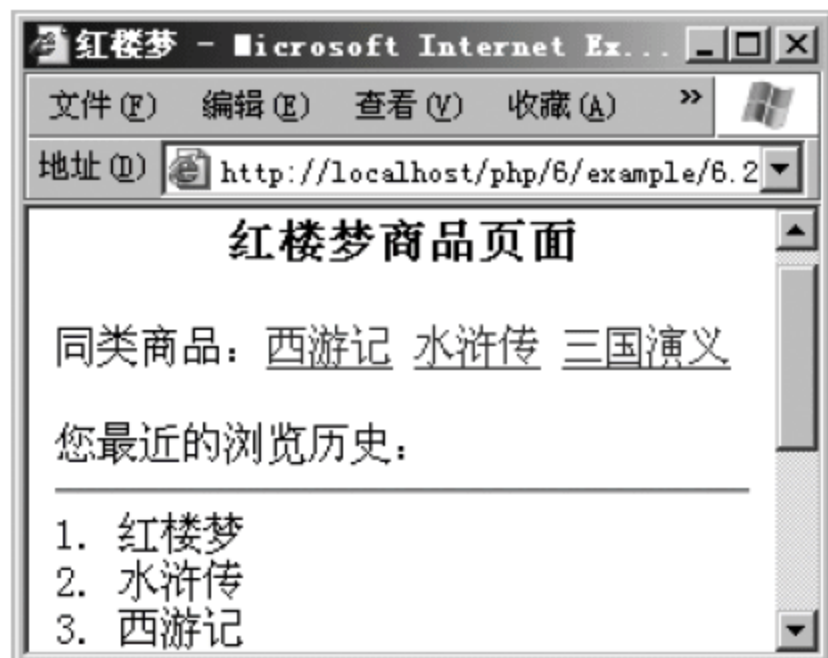 红楼梦 - Microsoft Internet Ex...
文件(F) 编辑(E) 查看(V) 收藏(A) »
地址(D) http://localhost/php/6/example/6.2
红楼梦商品页面
同类商品：西游记 水浒传 三国演义
您最近的浏览历史：
1. 红楼梦
2. 水浒传
3. 西游记